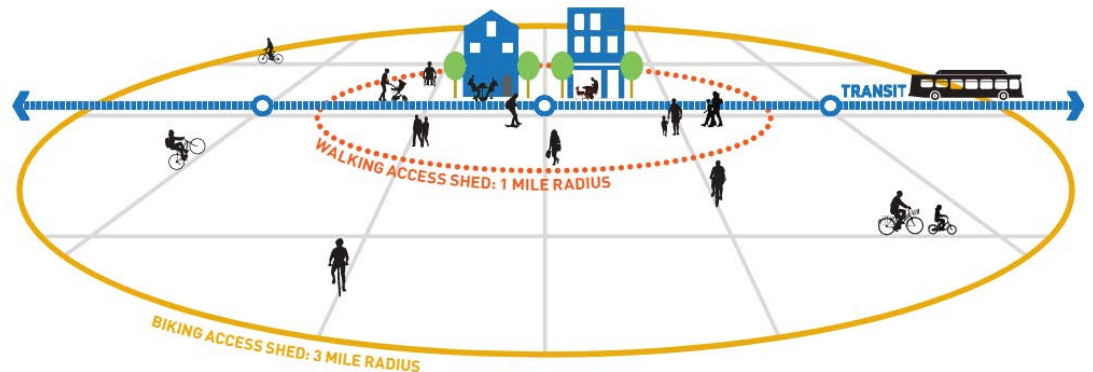 TRANSIT
WALKING ACCESS SHED: 1 MILE RADIUS
BIKING ACCESS SHED: 3 MILE RADIUS